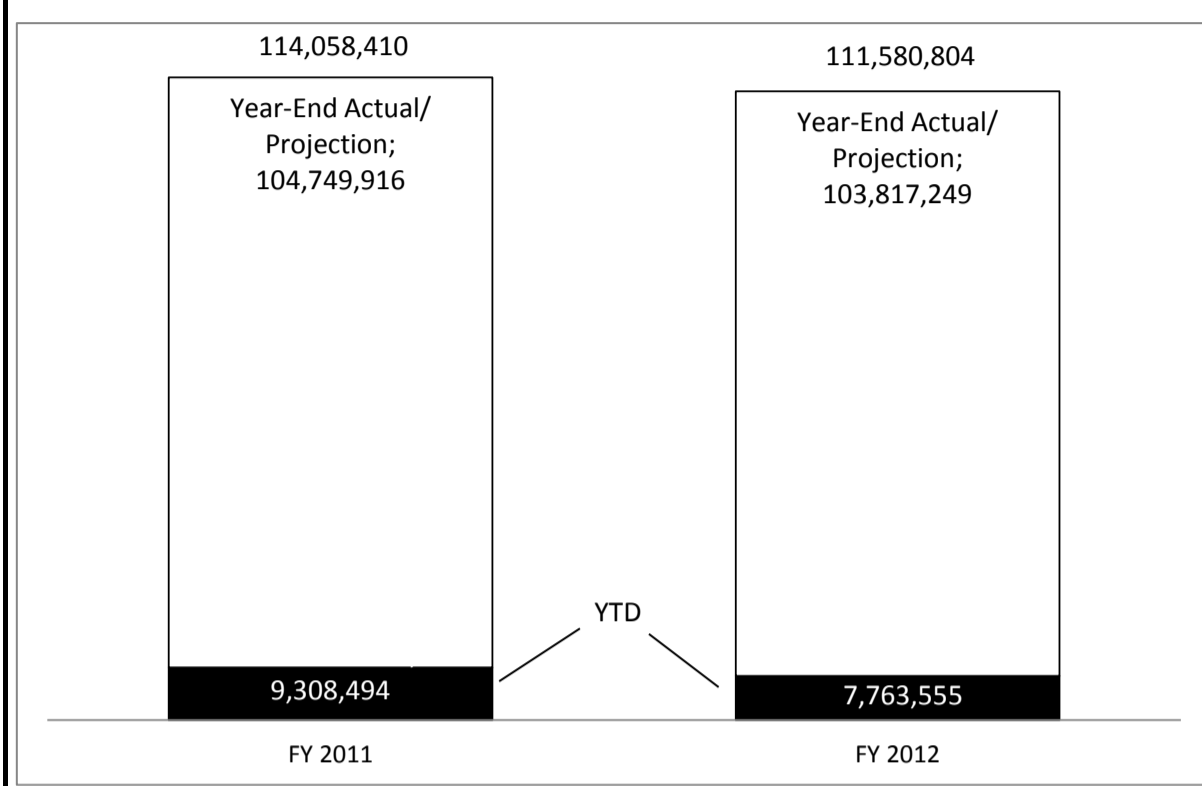 114,058,410
Year-End Actual/
Projection;
104,749,916
111,580,804
Year-End Actual/
Projection;
103,817,249
YTD
9,308,494
7,763,555
FY 2011
FY 2012